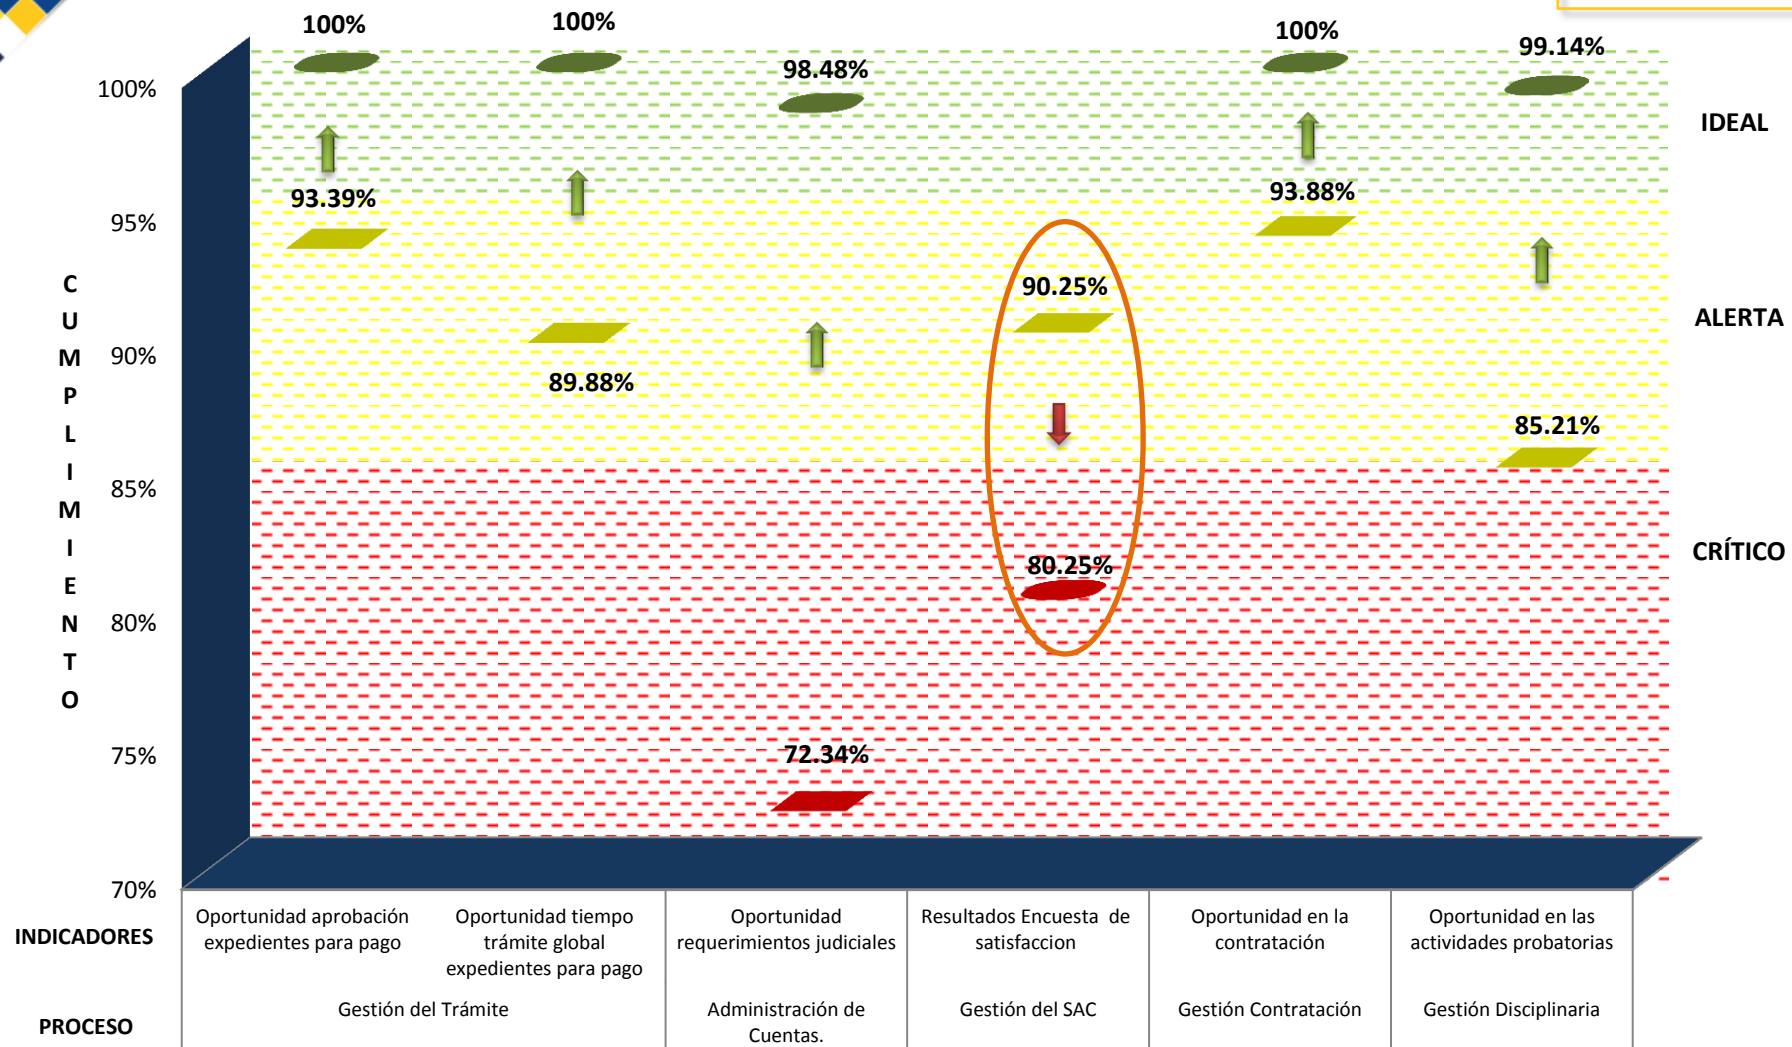 100%
100%
98.48%
100%
99.14%
100%
IDEAL
93.39%
93.88%
95%
C
U
M
P
L
I
M
I
E
N
T
O
90.25%
ALERTA
90%
89.88%
85.21%
85%
CRÍTICO
80.25%
80%
75%
72.34%
70%
INDICADORES
Oportunidad aprobación
expedientes para pago
Oportunidad tiempo
trámite global
expedientes para pago
Oportunidad
requerimientos judiciales
Resultados Encuesta de
satisfaccion
Oportunidad en la
contratación
Oportunidad en las
actividades probatorias
PROCESO
Gestión del Trámite
Administración de
Cuentas.
Gestión del SAC
Gestión Contratación
Gestión Disciplinaria